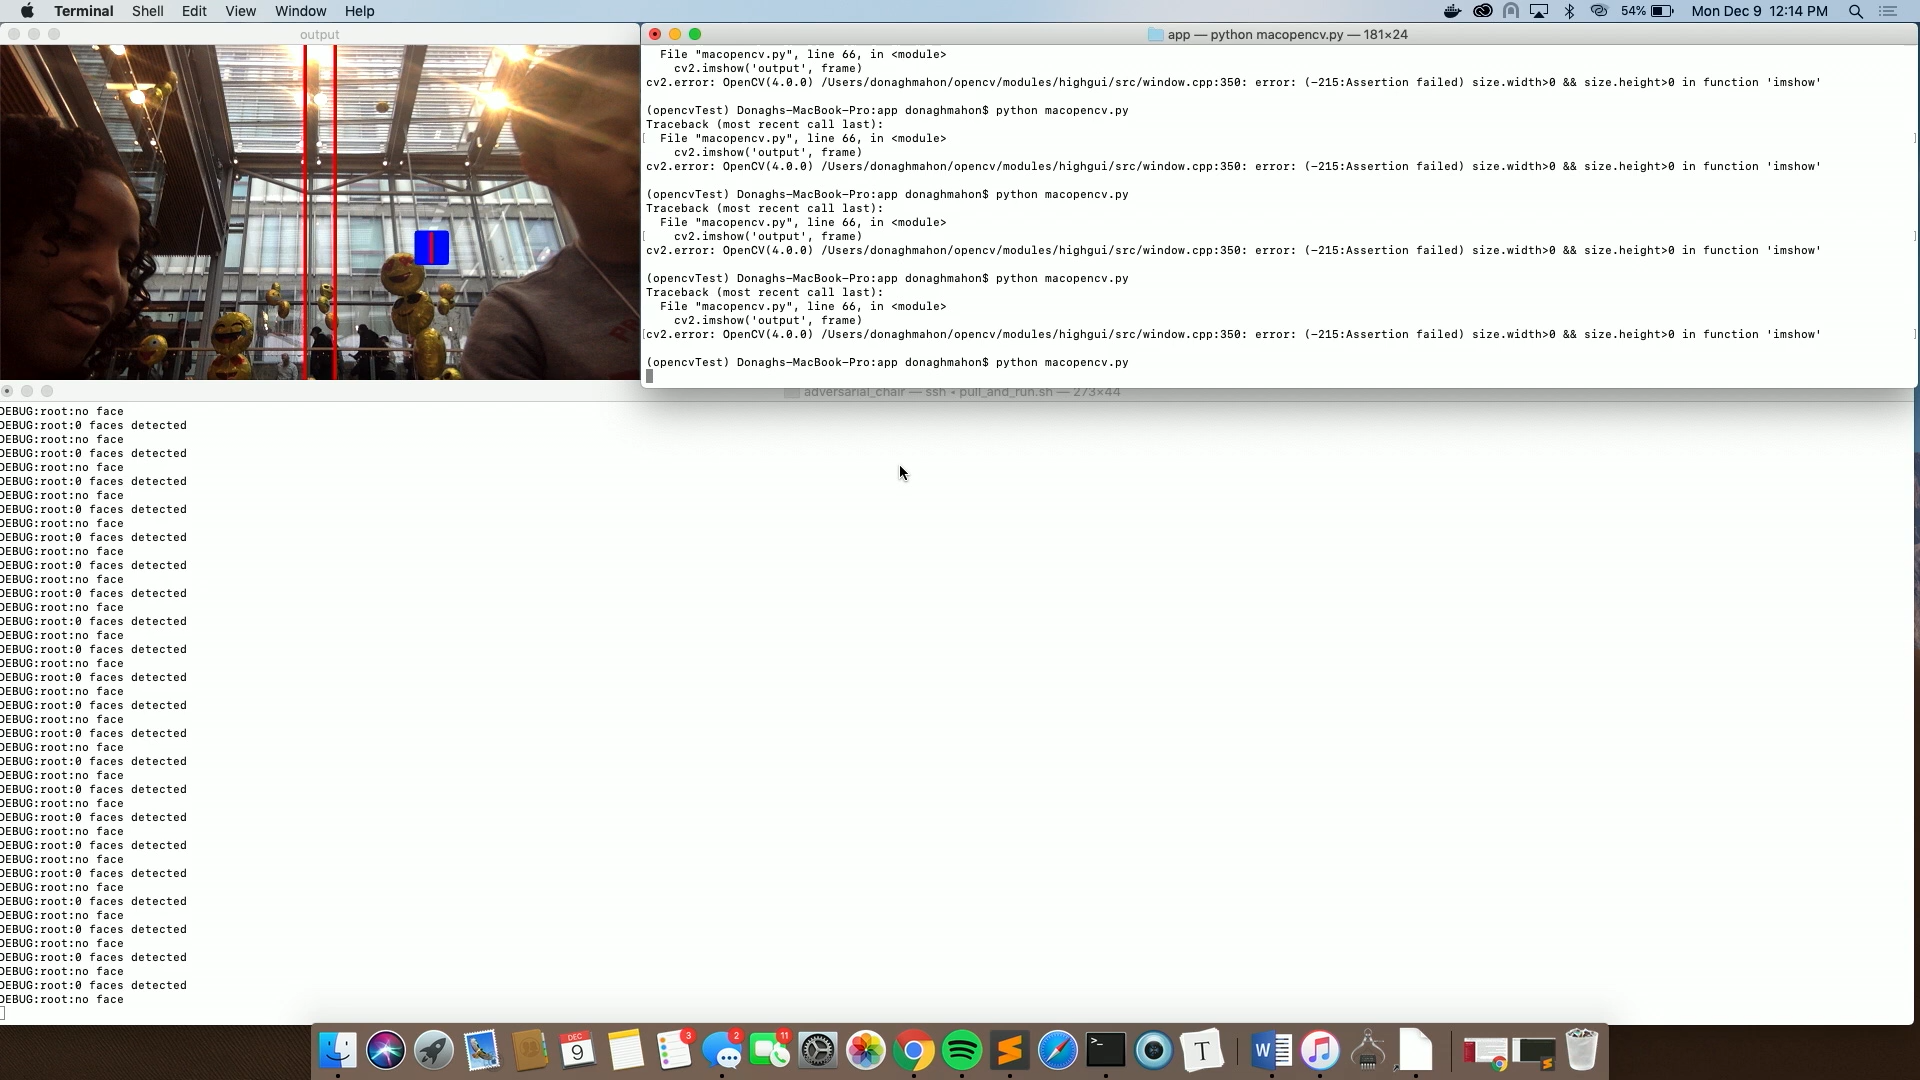 Terminal Shell Edit View Window Help 54% Mon Dec 9 12:14 PM
output
app — python macopencv.py — 181×24
File "macopencv.py", line 66, in <module>
cv2.imshow('output', frame)
cv2.error: OpenCV(4.0.0) /Users/donaghmahon/opencv/modules/highgui/src/window.cpp:350: error: (-215:Assertion failed) size.width>0 && size.height>0 in function 'imshow'
(opencvTest) Donaghs-MacBook-Pro:app donaghmahon$ python macopencv.py
Traceback (most recent call last):
[ File "macopencv.py", line 66, in <module> ]
cv2.imshow('output', frame)
cv2.error: OpenCV(4.0.0) /Users/donaghmahon/opencv/modules/highgui/src/window.cpp:350: error: (-215:Assertion failed) size.width>0 && size.height>0 in function 'imshow'
(opencvTest) Donaghs-MacBook-Pro:app donaghmahon$ python macopencv.py
Traceback (most recent call last):
File "macopencv.py", line 66, in <module>
[ cv2.imshow('output', frame) ]
cv2.error: OpenCV(4.0.0) /Users/donaghmahon/opencv/modules/highgui/src/window.cpp:350: error: (-215:Assertion failed) size.width>0 && size.height>0 in function 'imshow'
(opencvTest) Donaghs-MacBook-Pro:app donaghmahon$ python macopencv.py
Traceback (most recent call last):
File "macopencv.py", line 66, in <module>
cv2.imshow('output', frame)
[cv2.error: OpenCV(4.0.0) /Users/donaghmahon/opencv/modules/highgui/src/window.cpp:350: error: (-215:Assertion failed) size.width>0 && size.height>0 in function 'imshow' ]
(opencvTest) Donaghs-MacBook-Pro:app donaghmahon$ python macopencv.py
adversarial_chair — ssh • pull_and_run.sh — 273×44
DEBUG:root:no face
DEBUG:root:0 faces detected
DEBUG:root:no face
DEBUG:root:0 faces detected
DEBUG:root:no face
DEBUG:root:0 faces detected
DEBUG:root:no face
DEBUG:root:0 faces detected
DEBUG:root:no face
DEBUG:root:0 faces detected
DEBUG:root:no face
DEBUG:root:0 faces detected
DEBUG:root:no face
DEBUG:root:0 faces detected
DEBUG:root:no face
DEBUG:root:0 faces detected
DEBUG:root:no face
DEBUG:root:0 faces detected
DEBUG:root:no face
DEBUG:root:0 faces detected
DEBUG:root:no face
DEBUG:root:0 faces detected
DEBUG:root:no face
DEBUG:root:0 faces detected
DEBUG:root:no face
DEBUG:root:0 faces detected
DEBUG:root:no face
DEBUG:root:0 faces detected
DEBUG:root:no face
DEBUG:root:0 faces detected
DEBUG:root:no face
DEBUG:root:0 faces detected
DEBUG:root:no face
DEBUG:root:0 faces detected
DEBUG:root:no face
DEBUG:root:0 faces detected
DEBUG:root:no face
DEBUG:root:0 faces detected
DEBUG:root:no face
DEBUG:root:0 faces detected
DEBUG:root:no face
DEBUG:root:0 faces detected
DEBUG:root:no face
DEBUG:root:0 faces detected...